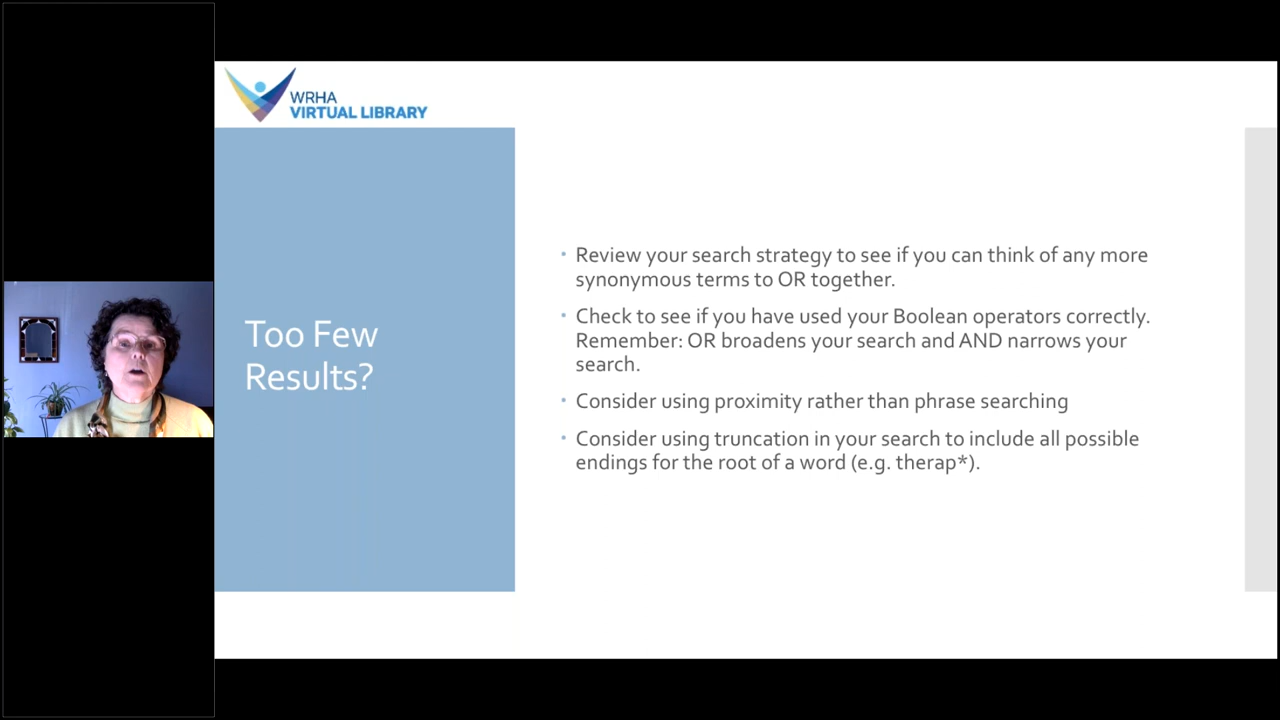 WRHA
VIRTUAL LIBRARY
Too Few
Results?
• Review your search strategy to see if you can think of any more
synonymous terms to OR together.
• Check to see if you have used your Boolean operators correctly.
Remember: OR broadens your search and AND narrows your
search.
• Consider using proximity rather than phrase searching
• Consider using truncation in your search to include all possible
endings for the root of a word (e.g. therap*).